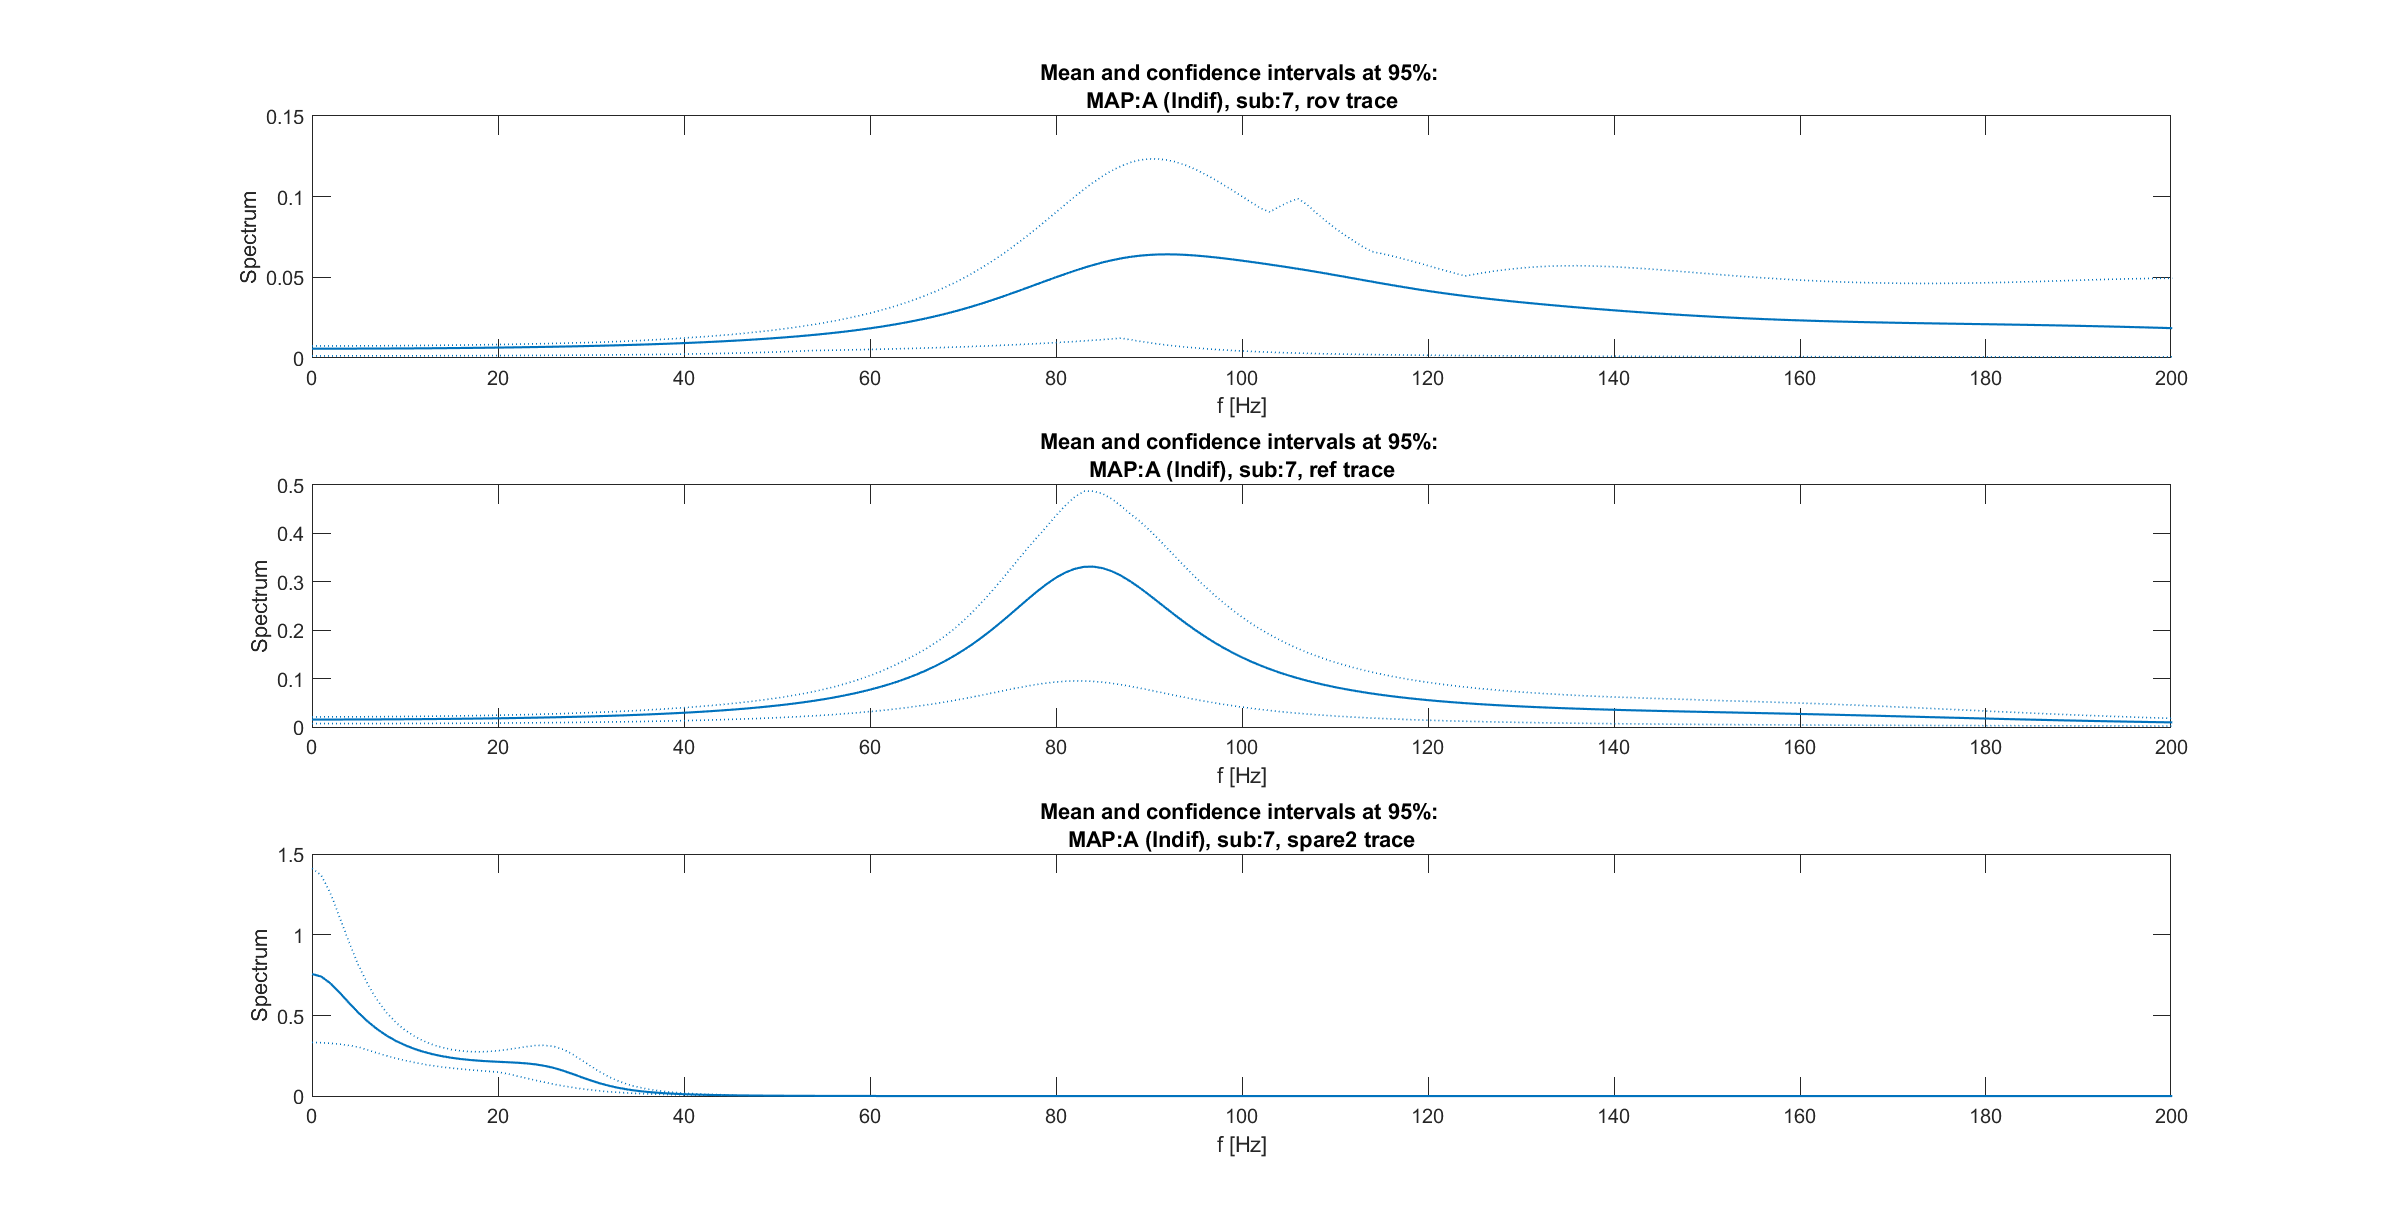 Mean and confidence intervals at 95%:
MAP:A (Indif), sub:7, rov trace
Spectrum
0.15
0.1
0.05
0
0 20 40 60 80 100 120 140 160 180 200
f [Hz]
Mean and confidence intervals at 95%:
MAP:A (Indif), sub:7, ref trace
Spectrum
0.5
0.4
0.3
0.2
0.1
0
0 20 40 60 80 100 120 140 160 180 200
f [Hz]
Mean and confidence intervals at 95%:
MAP:A (Indif), sub:7, spare2 trace
Spectrum
1.5
1
0.5
0
0 20 40 60 80 100 120 140 160 180 200
f [Hz]